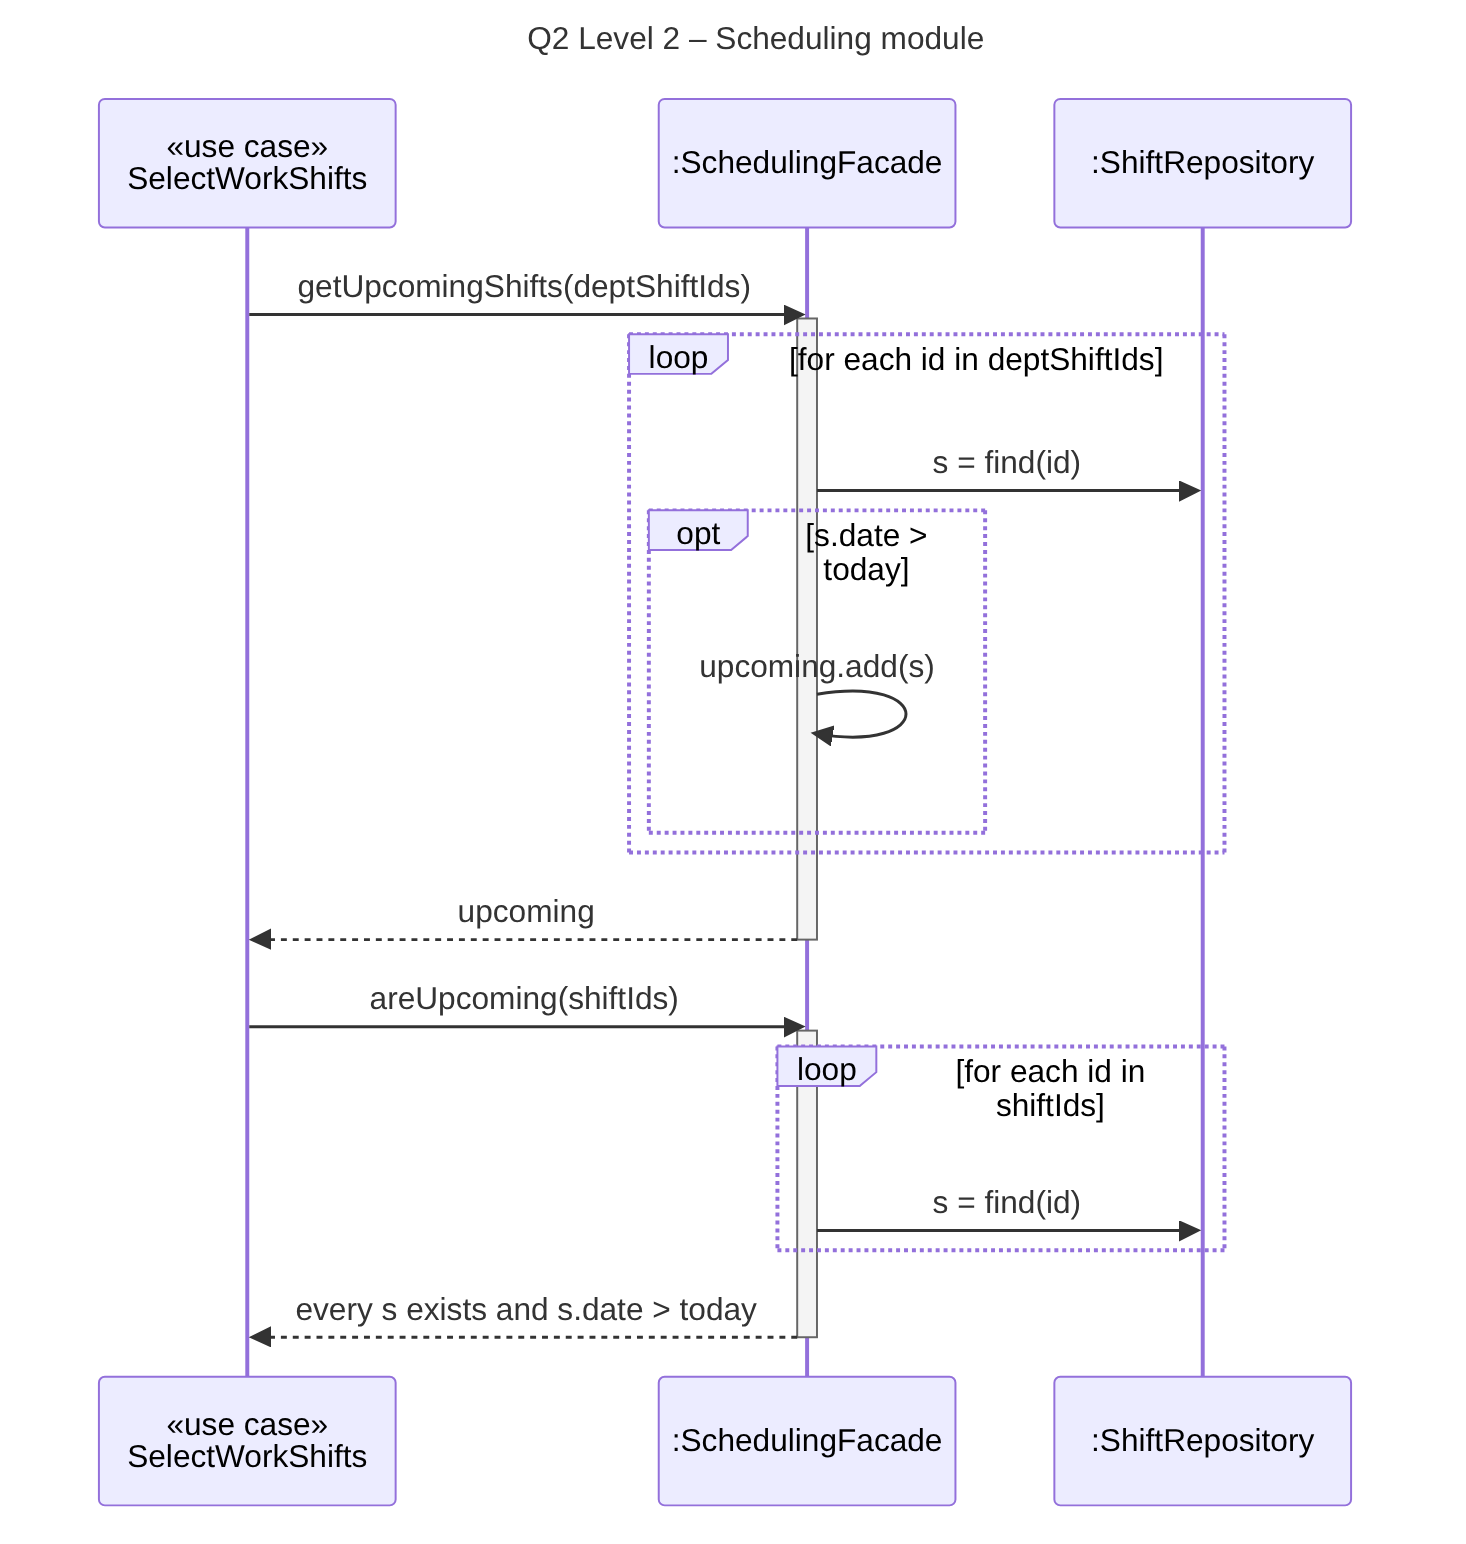 Q2 Level 2 – Scheduling module
«use case»
SelectWorkShifts
:SchedulingFacade
:ShiftRepository
getUpcomingShifts(deptShiftIds)
loop
[for each id in deptShiftIds]
s = find(id)
opt
[s.date >
today]
upcoming.add(s)
upcoming
areUpcoming(shiftIds)
loop
[for each id in
shiftIds]
s = find(id)
every s exists and s.date > today
«use case»
SelectWorkShifts
:SchedulingFacade
:ShiftRepository